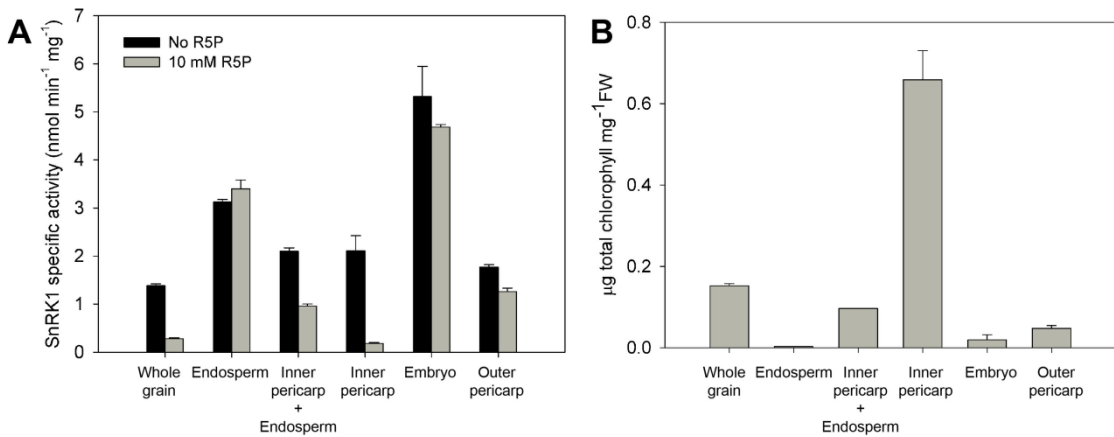 A
SnRK1 specific activity (nmol min⁻¹ mg⁻¹)
7
6
5
4
3
2
1
0
No R5P
10 mM R5P
Whole grain
Endosperm
Inner pericarp + Endosperm
Inner pericarp
Embryo
Outer pericarp
B
µg total chlorophyll mg⁻¹FW
0.8
0.6
0.4
0.2
0.0
Whole grain
Endosperm
Inner pericarp + Endosperm
Inner pericarp
Embryo
Outer pericarp